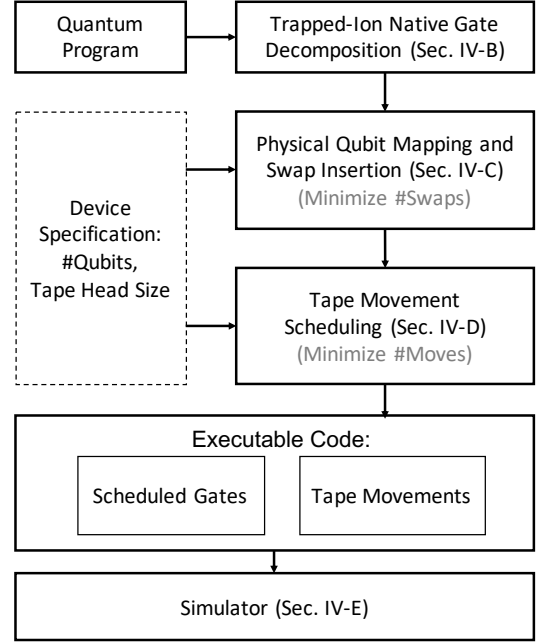 Quantum
Program
Trapped-Ion Native Gate
Decomposition (Sec. IV-B)
Physical Qubit Mapping and
Swap Insertion (Sec. IV-C)
(Minimize #Swaps)
Device
Specification:
#Qubits,
Tape Head Size
Tape Movement
Scheduling (Sec. IV-D)
(Minimize #Moves)
Executable Code:
Scheduled Gates
Tape Movements
Simulator (Sec. IV-E)